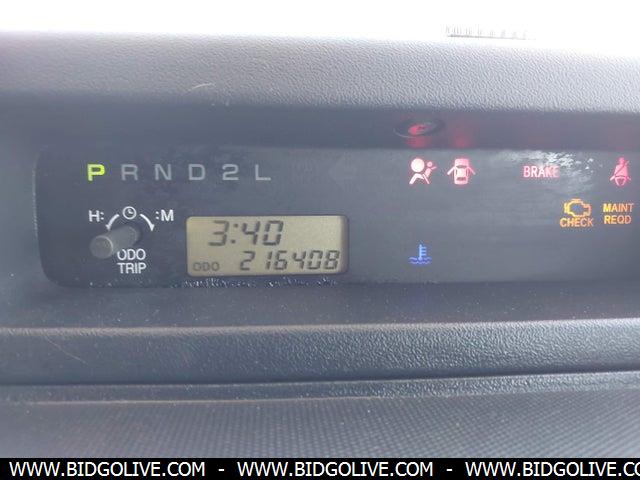 P R N D 2 L
BRAKE
H: :M
3:40
CHECK
MAINT
REQD
ODO
TRIP
ODO 216408
WWW.BIDGOLIVE.COM - WWW.BIDGOLIVE.COM - WWW.BIDGOLIVE.COM